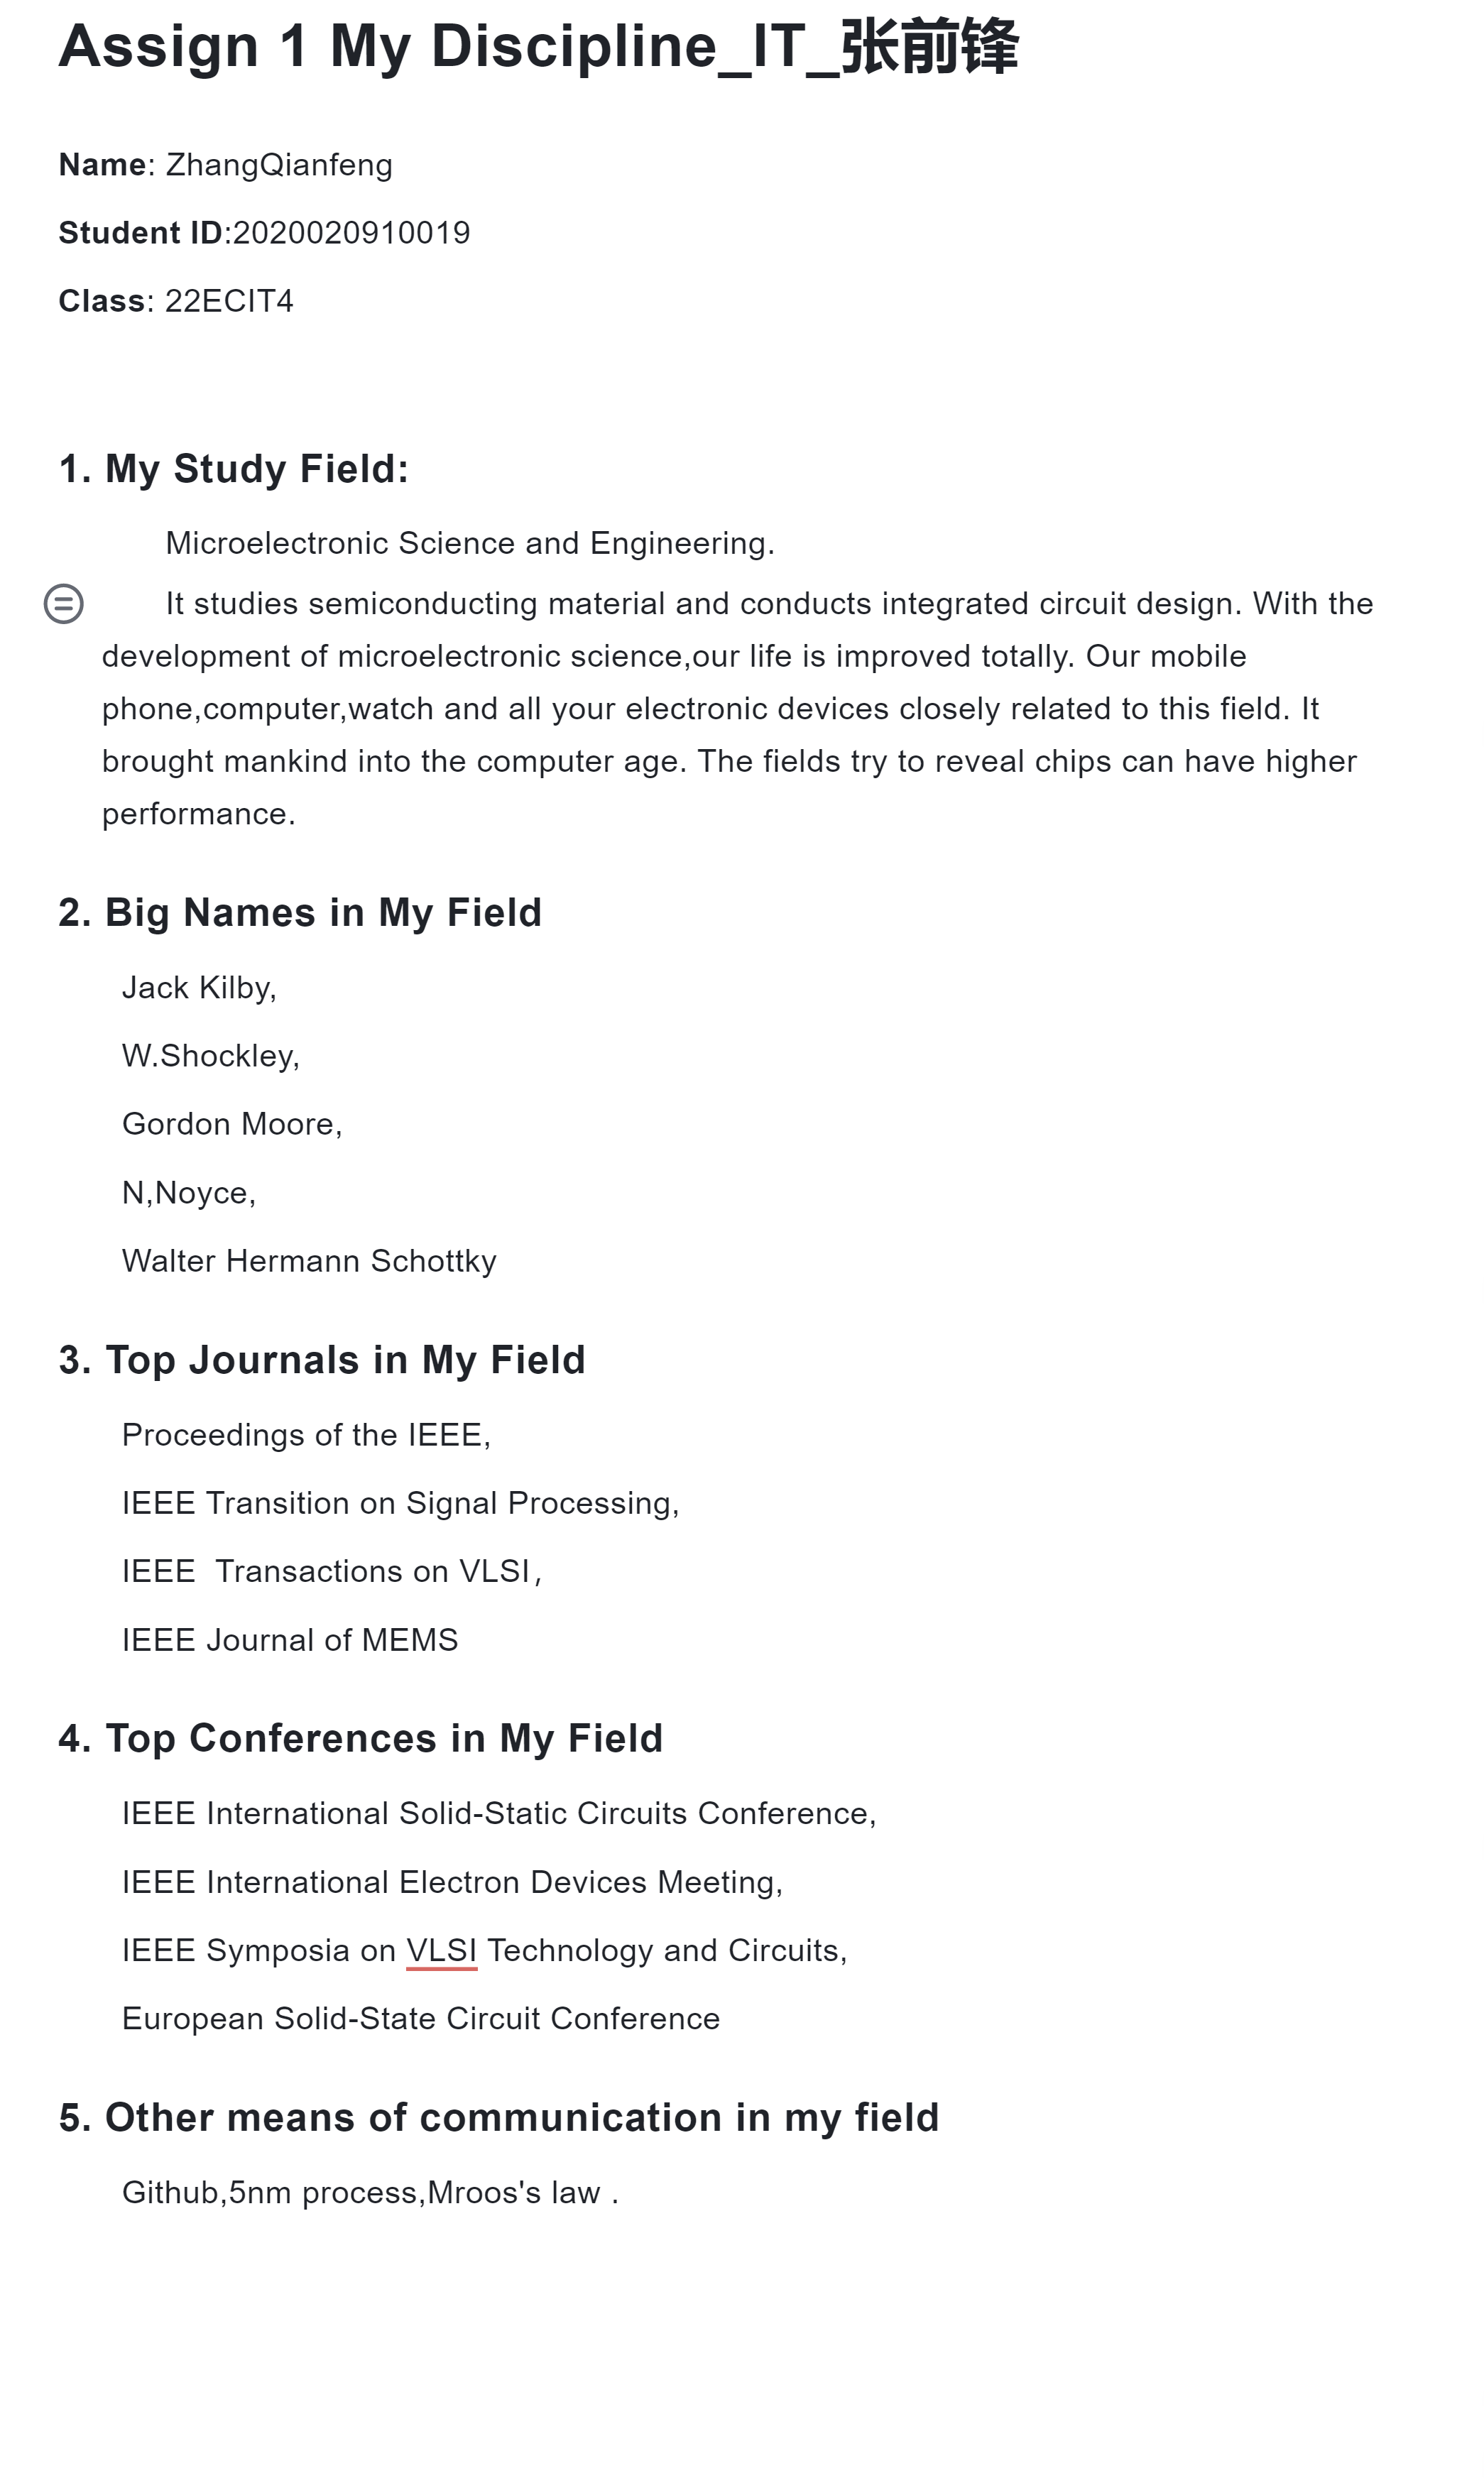 Assign 1 My Discipline_IT_张前锋
Name: ZhangQianfeng
Student ID:2020020910019
Class: 22ECIT4
1. My Study Field:
Microelectronic Science and Engineering.
It studies semiconducting material and conducts integrated circuit design. With the
development of microelectronic science,our life is improved totally. Our mobile
phone,computer,watch and all your electronic devices closely related to this field. It
brought mankind into the computer age. The fields try to reveal chips can have higher
performance.
2. Big Names in My Field
Jack Kilby,
W.Shockley,
Gordon Moore,
N,Noyce,
Walter Hermann Schottky
3. Top Journals in My Field
Proceedings of the IEEE,
IEEE Transition on Signal Processing,
IEEE  Transactions on VLSI,
IEEE Journal of MEMS
4. Top Conferences in My Field
IEEE International Solid-Static Circuits Conference,
IEEE International Electron Devices Meeting,
IEEE Symposia on VLSI Technology and Circuits,
European Solid-State Circuit Conference
5. Other means of communication in my field
Github,5nm process,Mroos's law .